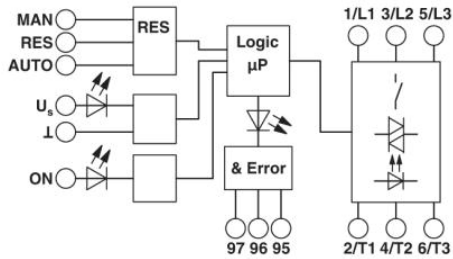 MAN
RES
AUTO
RES
Us
⊥
ON
Logic
µP
& Error
97 96 95
1/L1 3/L2 5/L3
2/T1 4/T2 6/T3